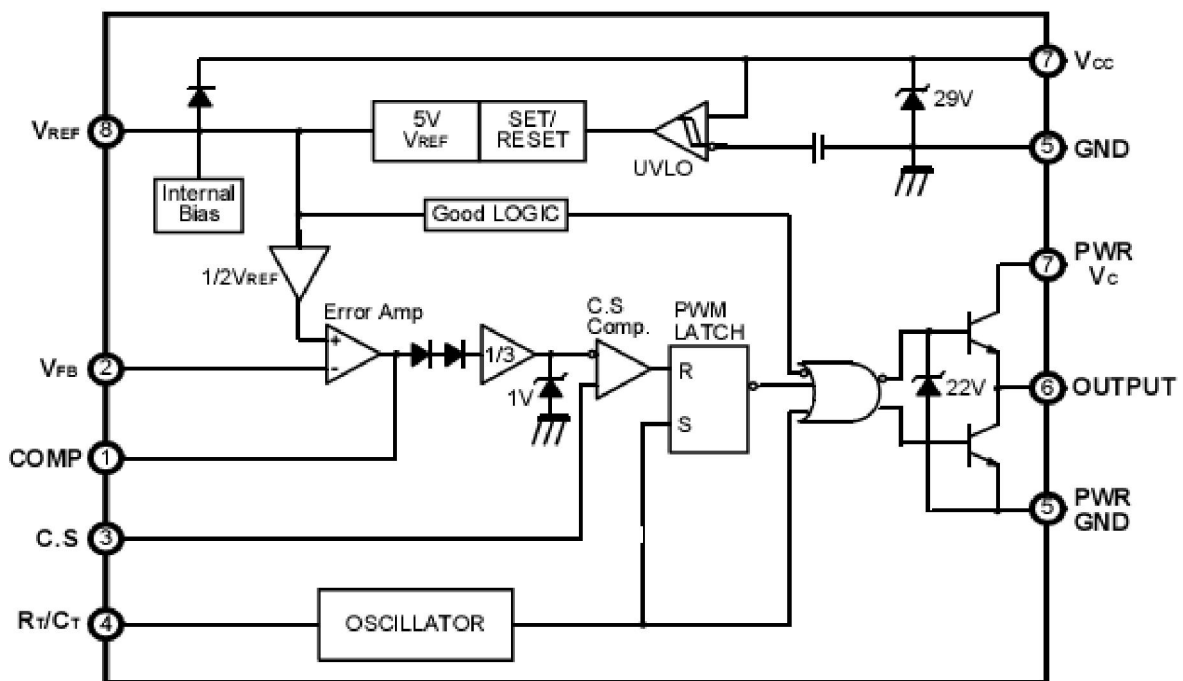 7 Vcc
29V
8 VREF
5V
VREF
SET/
RESET
UVLO
5 GND
Internal
Bias
Good LOGIC
1/2VREF
7 PWR
Vc
Error Amp
C.S
Comp.
PWM
LATCH
+
-
1/3
R
S
1V
22V
2 VFB
6 OUTPUT
COMP 1
5 PWR
GND
C.S 3
RT/CT 4
OSCILLATOR